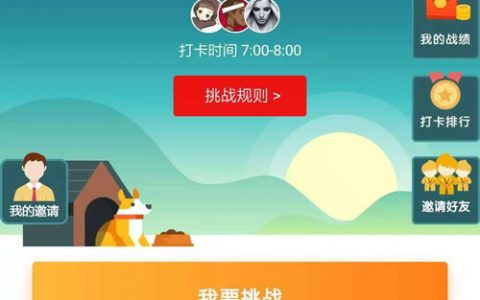 我的战绩
打卡时间 7:00-8:00
挑战规则 >
打卡排行
我的邀请
邀请好友
我要挑战